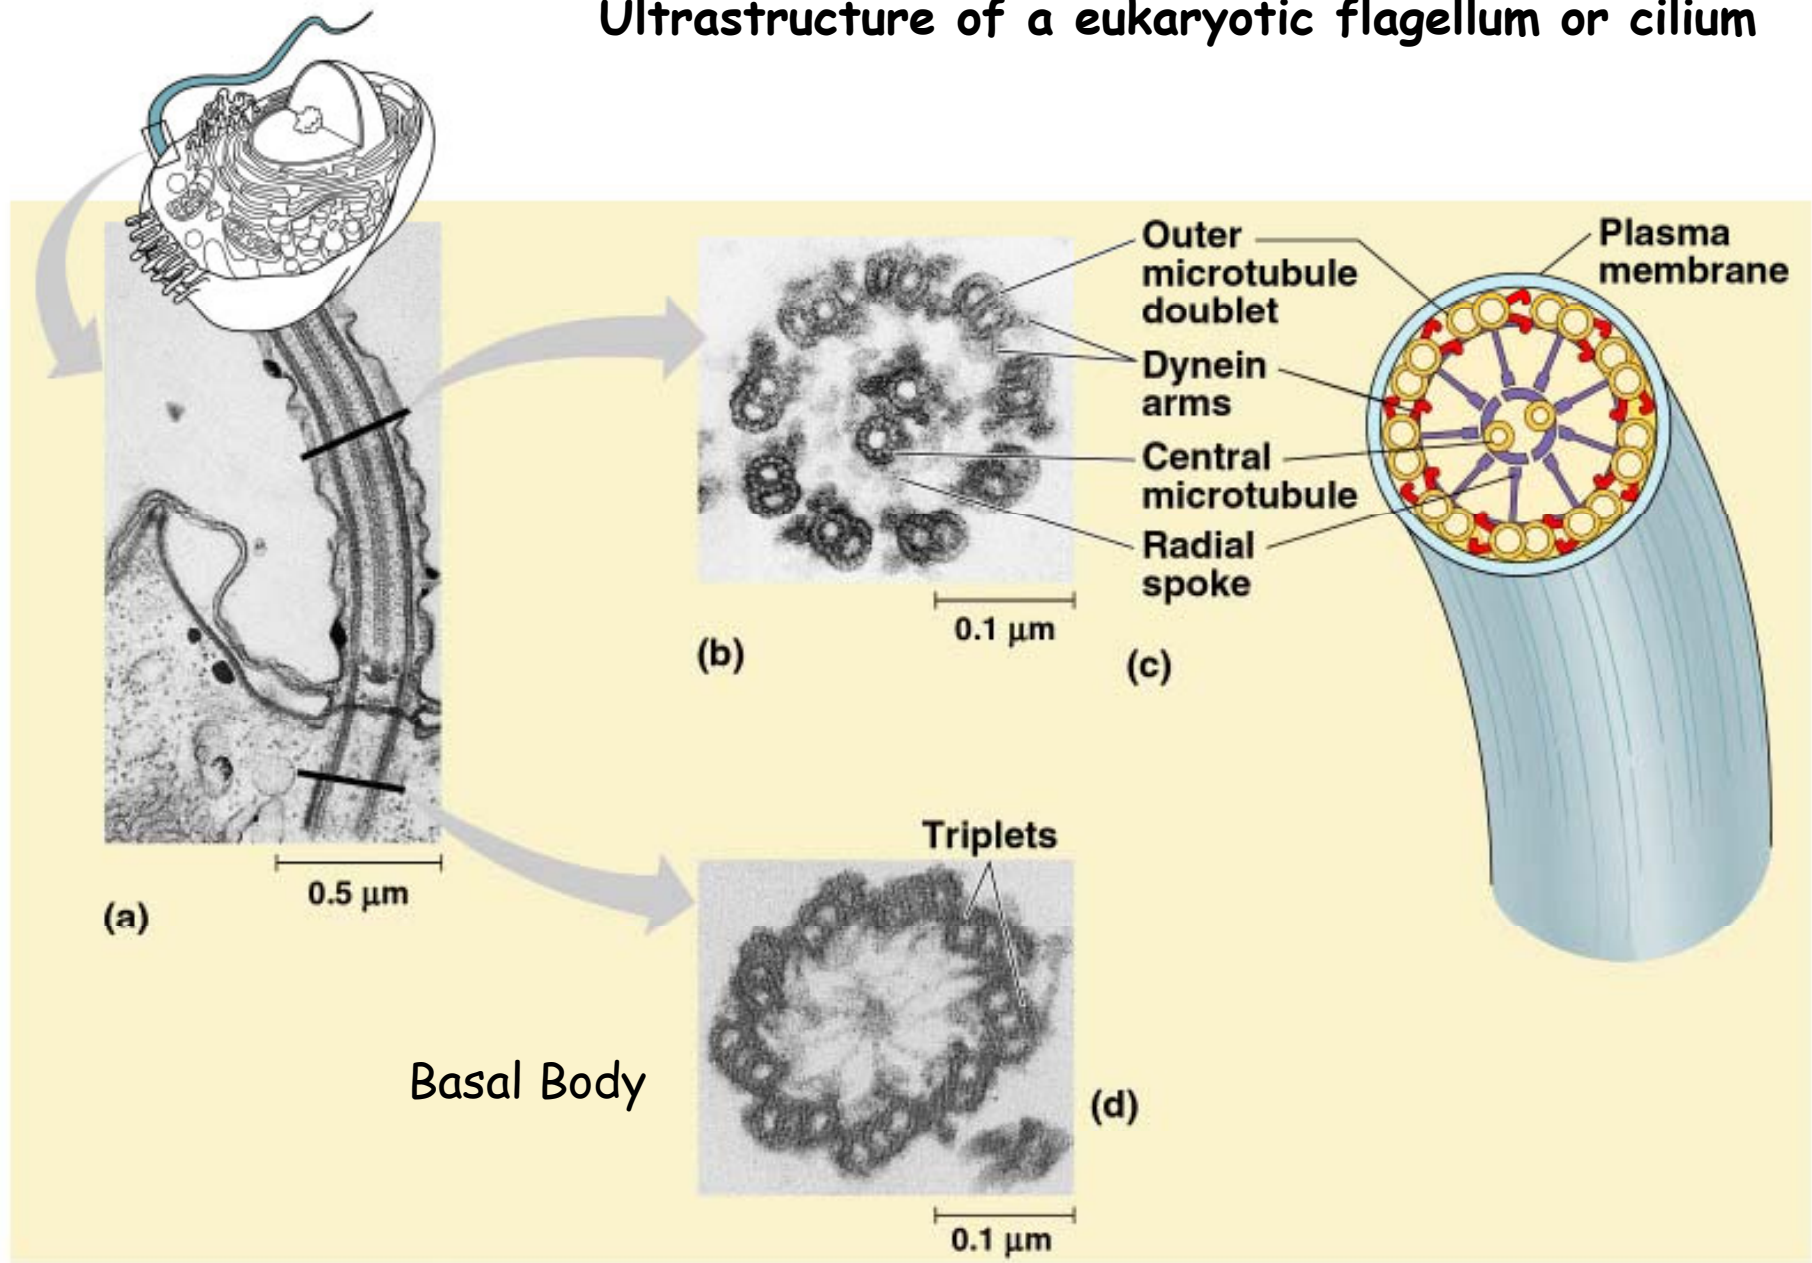 Ultrastructure of a eukaryotic flagellum or cilium
Outer
microtubule
doublet
Plasma
membrane
Dynein
arms
Central
microtubule
Radial
spoke
0.1 µm
(b)
(c)
0.5 µm
(a)
Triplets
Basal Body
(d)
0.1 µm